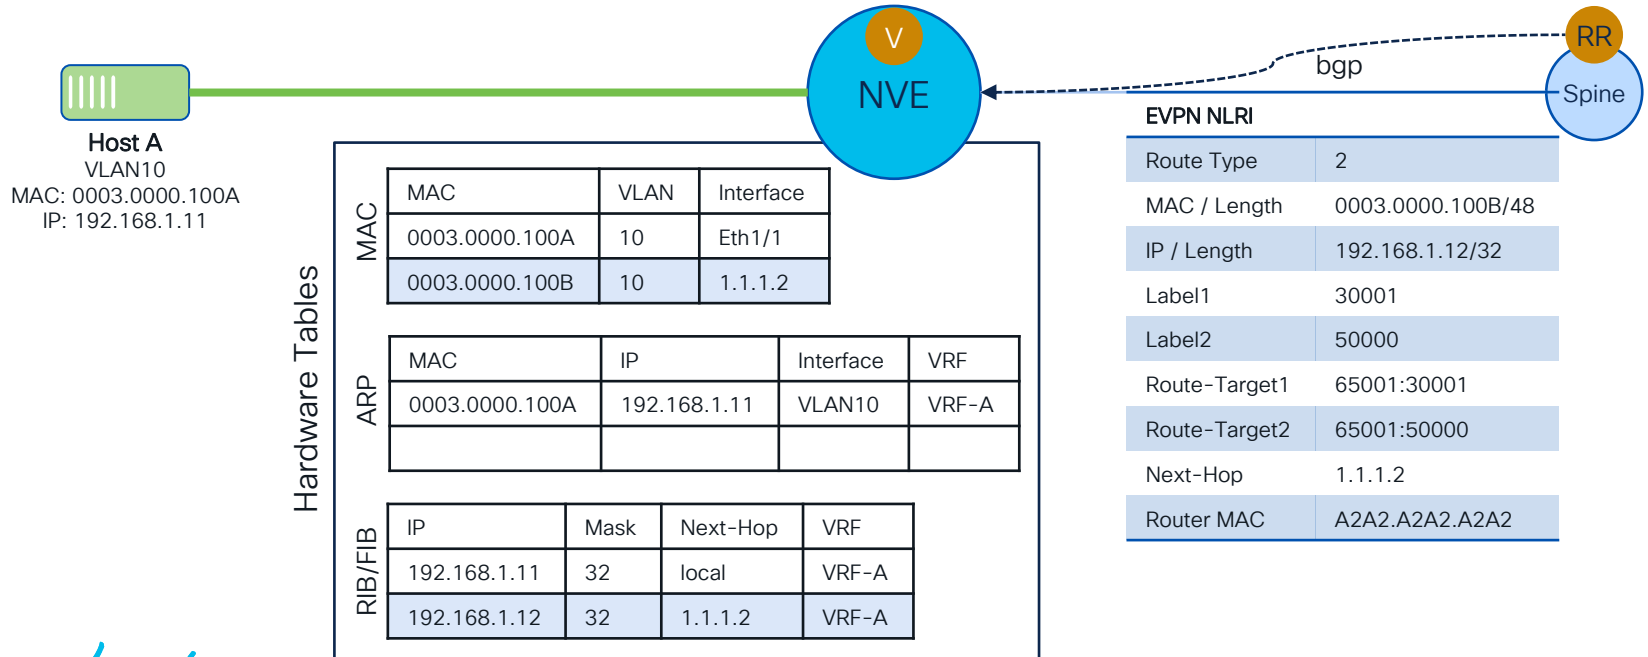 V
NVE
RR
bgp
Spine
Host A
VLAN10
MAC: 0003.0000.100A
IP: 192.168.1.11
Hardware Tables
MAC
MAC VLAN Interface
0003.0000.100A 10 Eth1/1
0003.0000.100B 10 1.1.1.2
ARP
MAC IP Interface VRF
0003.0000.100A 192.168.1.11 VLAN10 VRF-A
RIB/FIB
IP Mask Next-Hop VRF
192.168.1.11 32 local VRF-A
192.168.1.12 32 1.1.1.2 VRF-A
EVPN NLRI
Route Type 2
MAC / Length 0003.0000.100B/48
IP / Length 192.168.1.12/32
Label1 30001
Label2 50000
Route-Target1 65001:30001
Route-Target2 65001:50000
Next-Hop 1.1.1.2
Router MAC A2A2.A2A2.A2A2